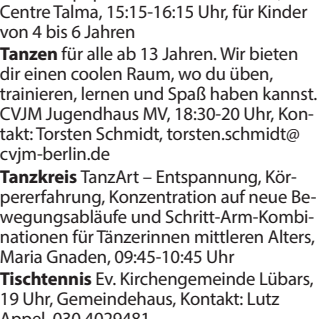 Centre Talma, 15:15-16:15 Uhr, für Kinder
von 4 bis 6 Jahren
Tanzen für alle ab 13 Jahren. Wir bieten
dir einen coolen Raum, wo du üben,
trainieren, lernen und Spaß haben kannst.
CVJM Jugendhaus MV, 18:30-20 Uhr, Kon-
takt: Torsten Schmidt, torsten.schmidt@
cvjm-berlin.de
Tanzkreis TanzArt – Entspannung, Kör-
pererfahrung, Konzentration auf neue Be-
wegungsabläufe und Schritt-Arm-Kombi-
nationen für Tänzerinnen mittleren Alters,
Maria Gnaden, 09:45-10:45 Uhr
Tischtennis Ev. Kirchengemeinde Lübars,
19 Uhr, Gemeindehaus, Kontakt: Lutz
Appel, 030 4029481